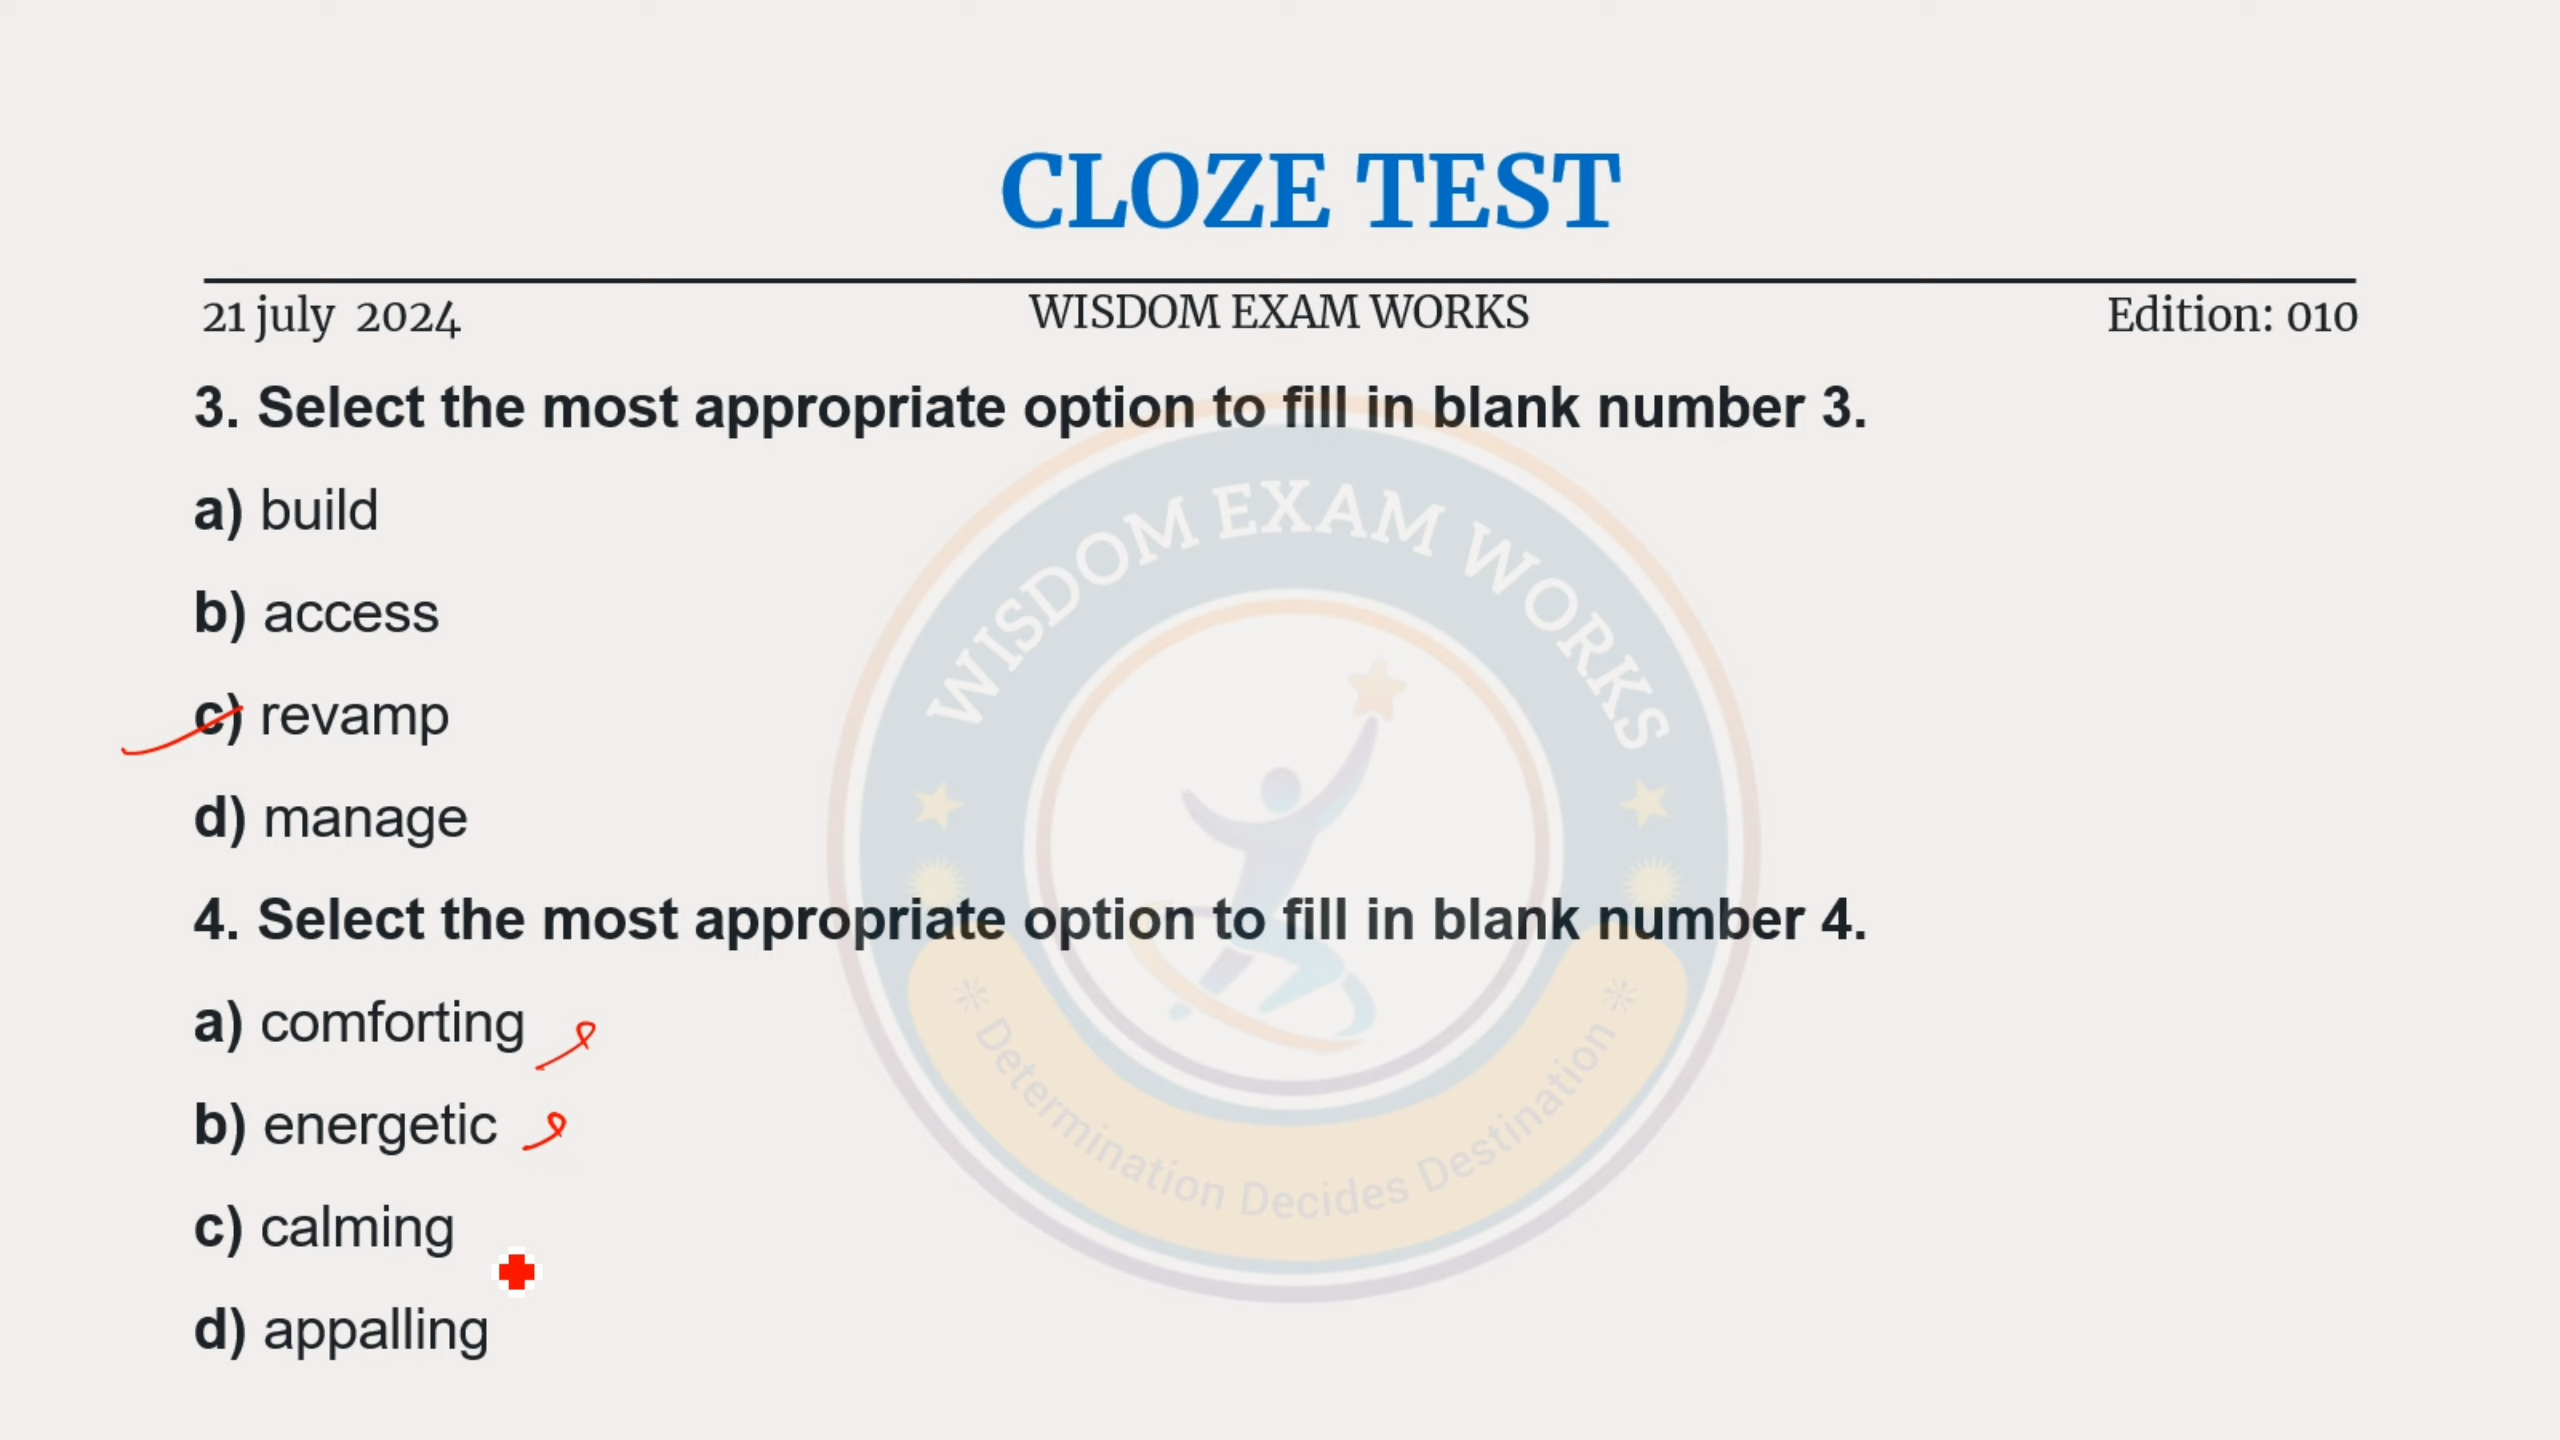 CLOZE TEST
21 july 2024 WISDOM EXAM WORKS Edition: 010
3. Select the most appropriate option to fill in blank number 3.
a) build
b) access
c) revamp
d) manage
4. Select the most appropriate option to fill in blank number 4.
a) comforting
b) energetic
c) calming
d) appalling
WISDOM EXAM WORKS
Determination Decides Destination